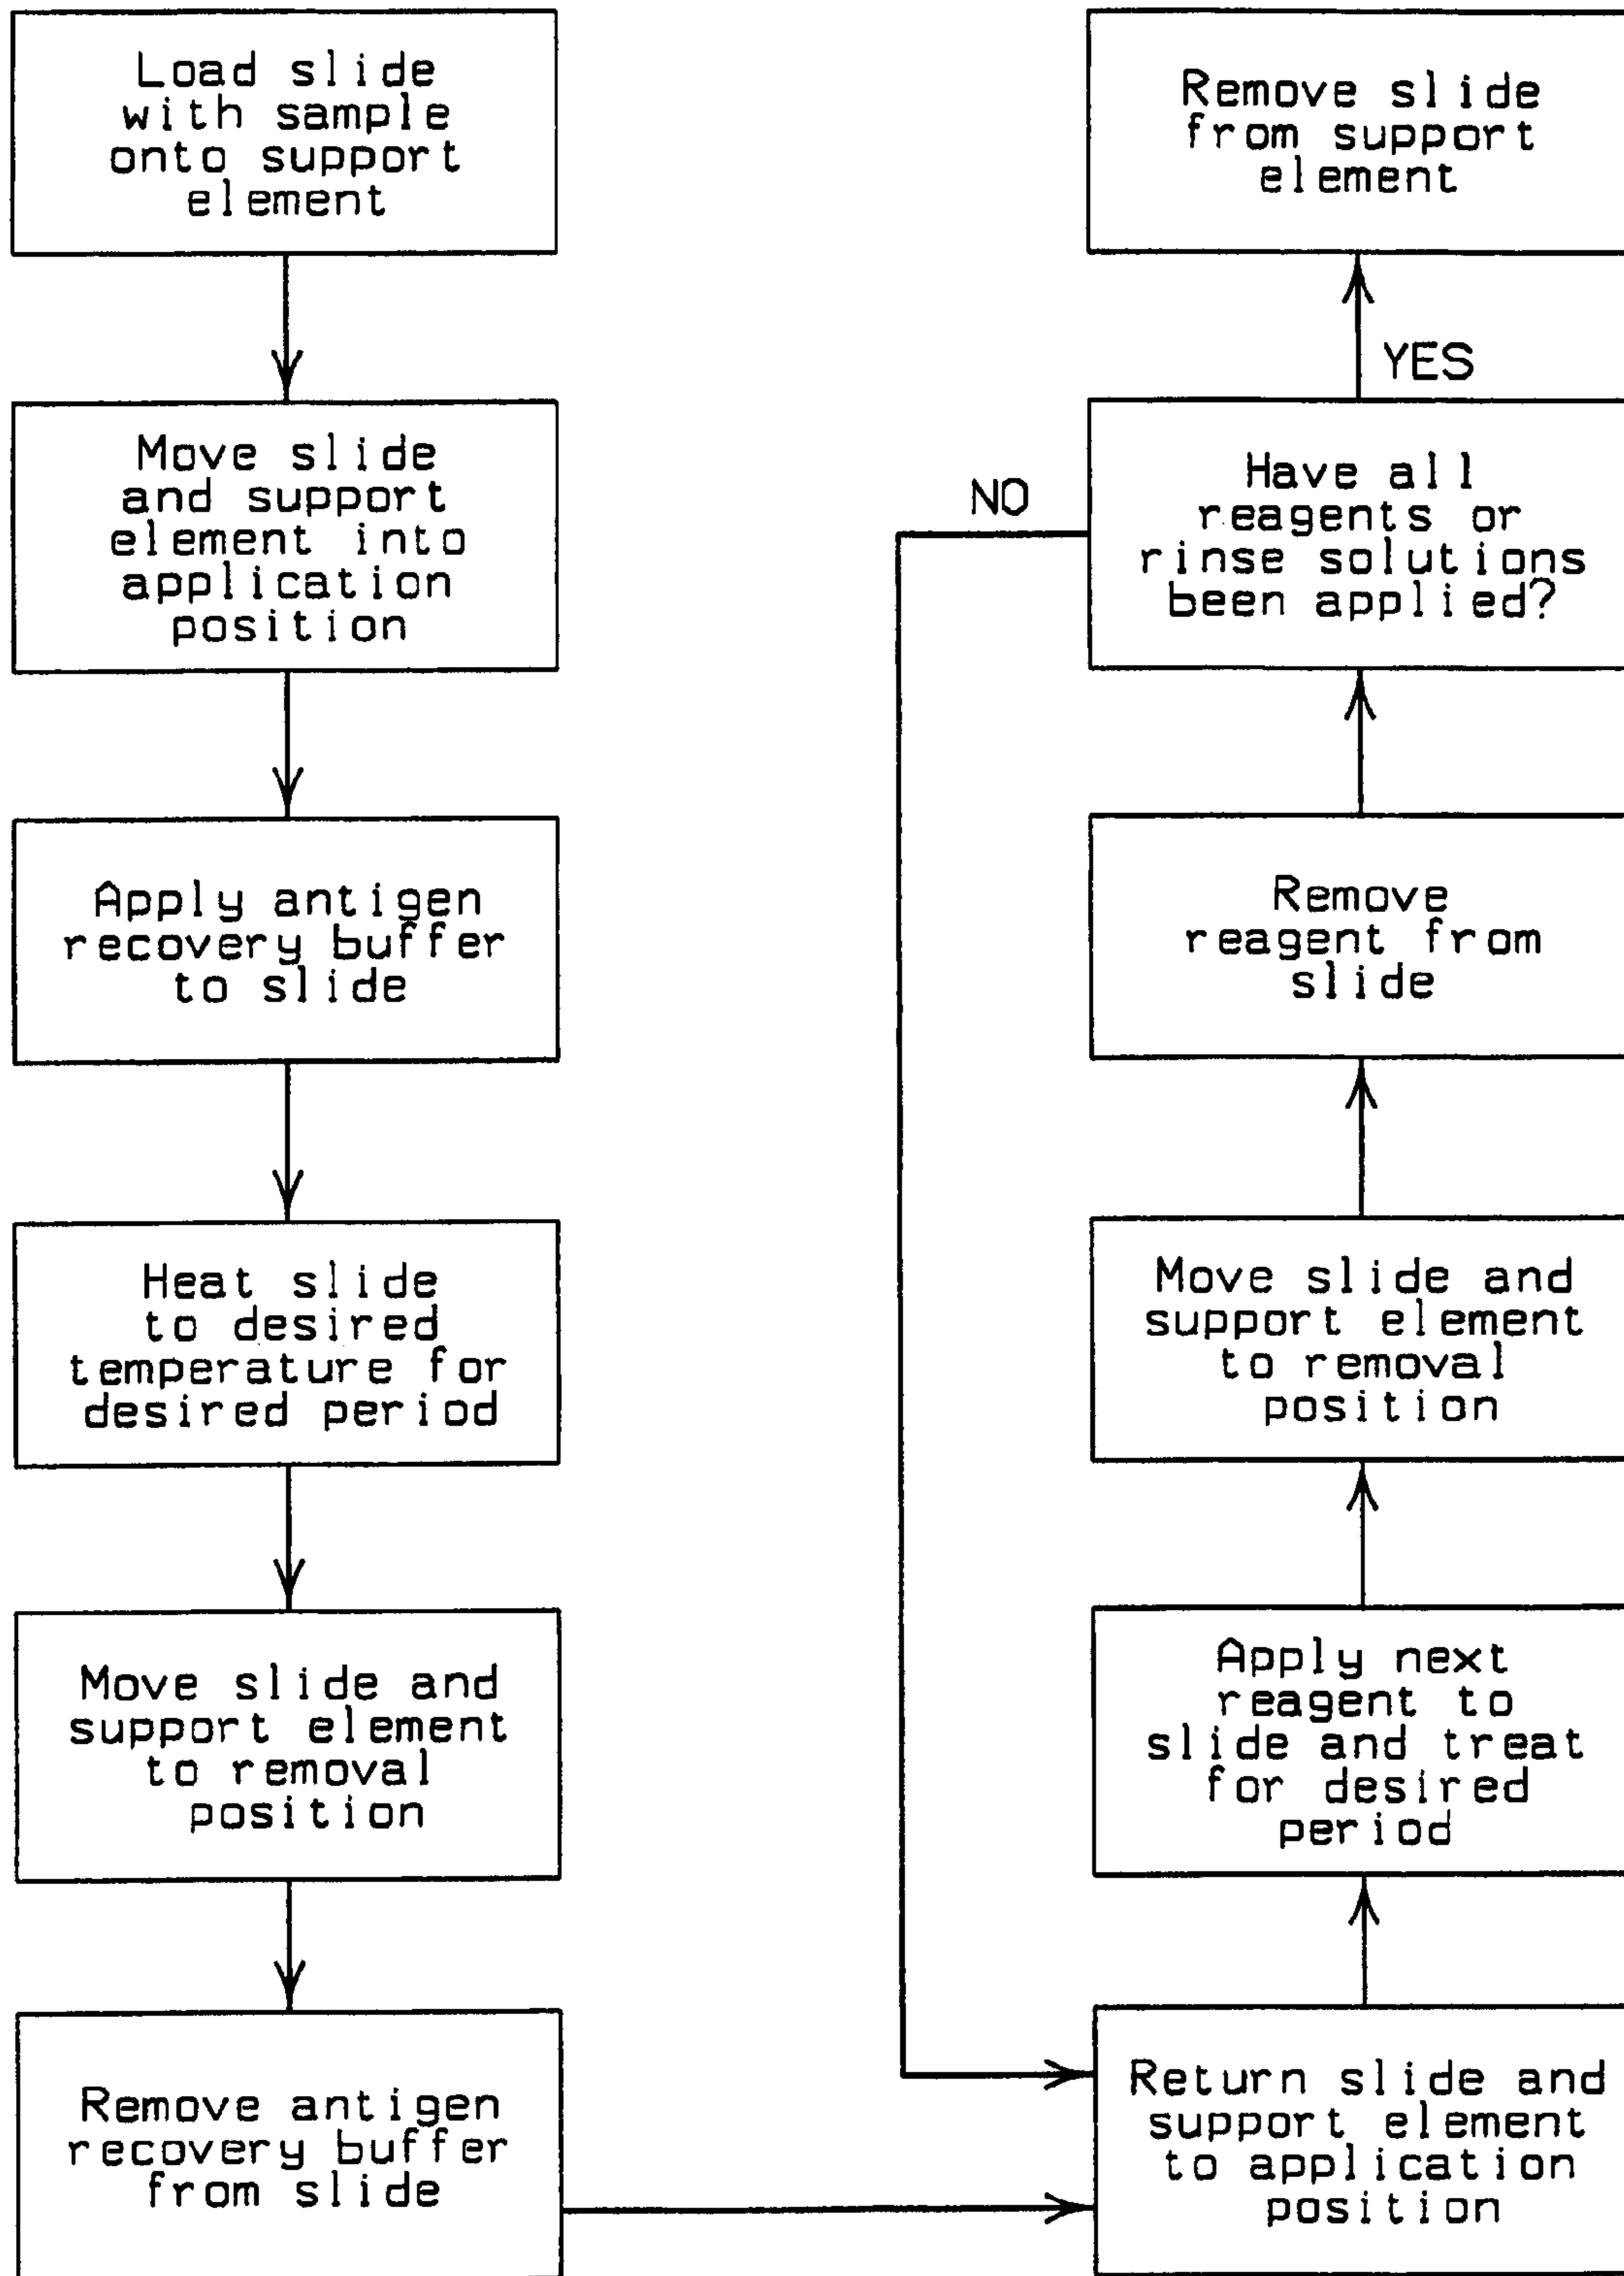 Load slide
with sample
onto support
element
Move slide
and support
element into
application
position
Apply antigen
recovery buffer
to slide
Heat slide
to desired
temperature for
desired period
Move slide and
support element
to removal
position
Remove antigen
recovery buffer
from slide
Return slide and
support element
to application
position
Apply next
reagent to
slide and treat
for desired
period
Move slide and
support element
to removal
position
Remove
reagent from
slide
Have all
reagents or
rinse solutions
been applied?
NO
YES
Remove slide
from support
element